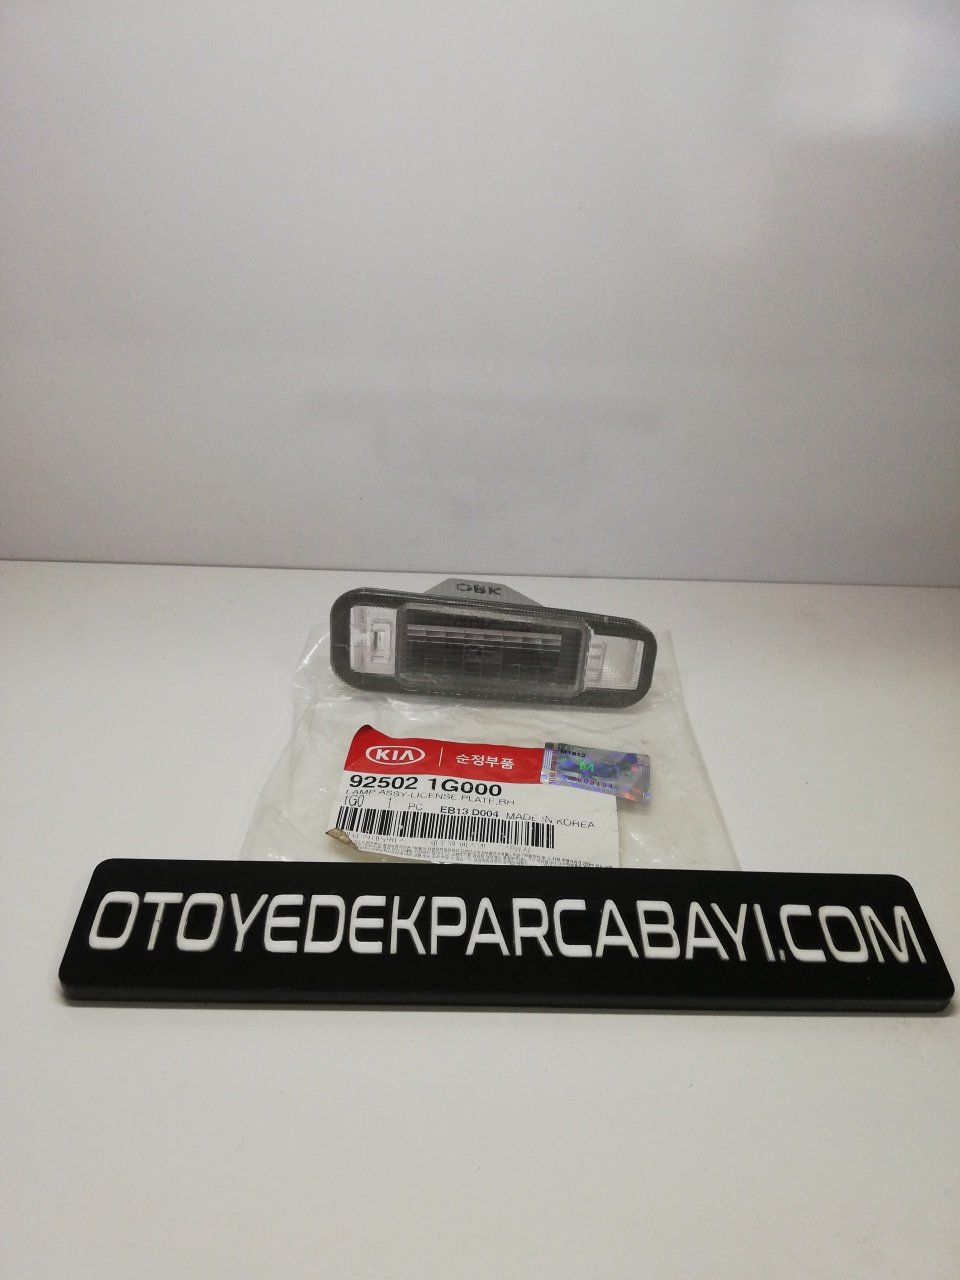 OBK
KIA 순정부품
M1612
M
92502 1G000
LAMP ASSY-LICENSE PLATE,RH
1G0 1 PC EB13 D004 MADE IN KOREA
OTOYEDEKPARCABAYI.COM